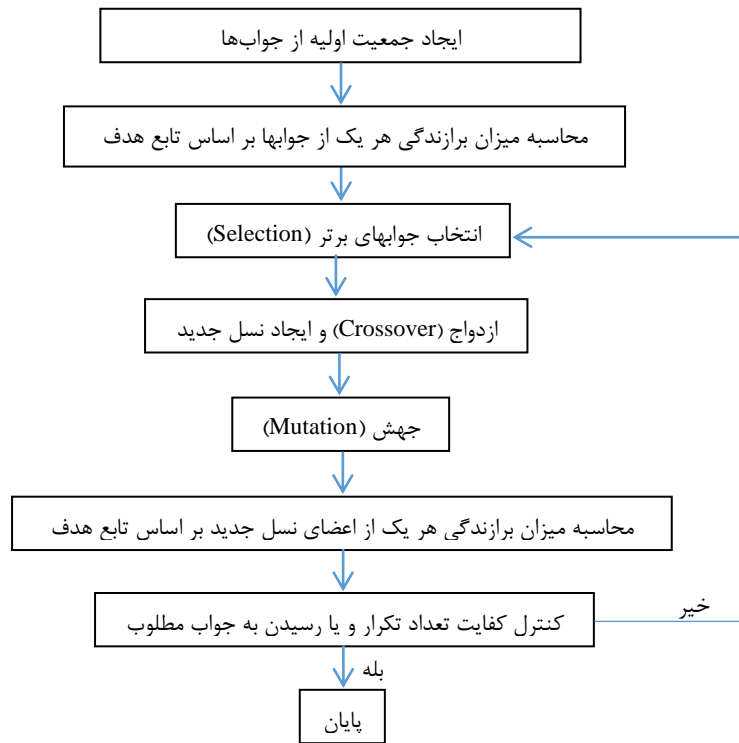 ایجاد جمعیت اولیه از جواب‌ها
محاسبه میزان برازندگی هر یک از جوابها بر اساس تابع هدف
انتخاب جوابهای برتر (Selection)
ازدواج (Crossover) و ایجاد نسل جدید
جهش (Mutation)
محاسبه میزان برازندگی هر یک از اعضای نسل جدید بر اساس تابع هدف
کنترل کفایت تعداد تکرار و یا رسیدن به جواب مطلوب
خیر
بله
پایان